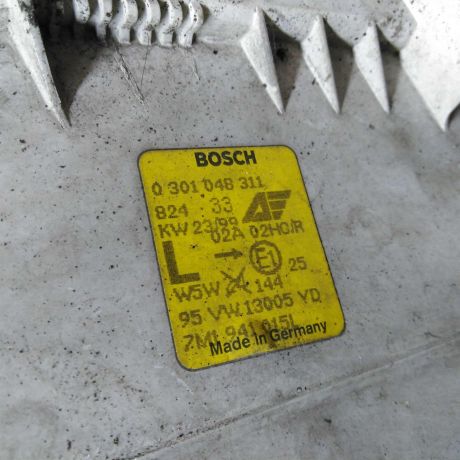 BOSCH
0 301 048 311
824 33
KW 23/99
02A 02HC/R
L → E1 25
W5W 144
95 VW 13005 YD
7M1 941 015L
Made in Germany